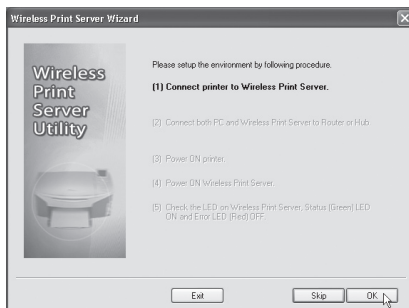 Wireless Print Server Wizard
Wireless
Print
Server
Utility
Please setup the environment by following procedure.
(1) Connect printer to Wireless Print Server.
(2) Connect both PC and Wireless Print Server to Router or Hub.
(3) Power ON printer.
(4) Power ON Wireless Print Server.
(5) Check the LED on Wireless Print Server, Status (Green) LED
ON and Error LED (Red) OFF.
Exit
Skip
OK